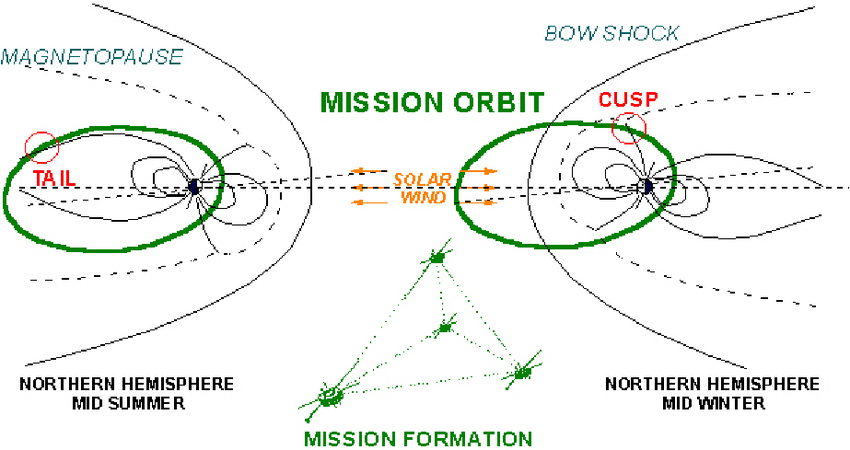 BOW SHOCK
MAGNETOPAUSE
MISSION ORBIT
CUSP
TAIL
SOLAR
WIND
NORTHERN HEMISPHERE
MID SUMMER
NORTHERN HEMISPHERE
MID WINTER
MISSION FORMATION